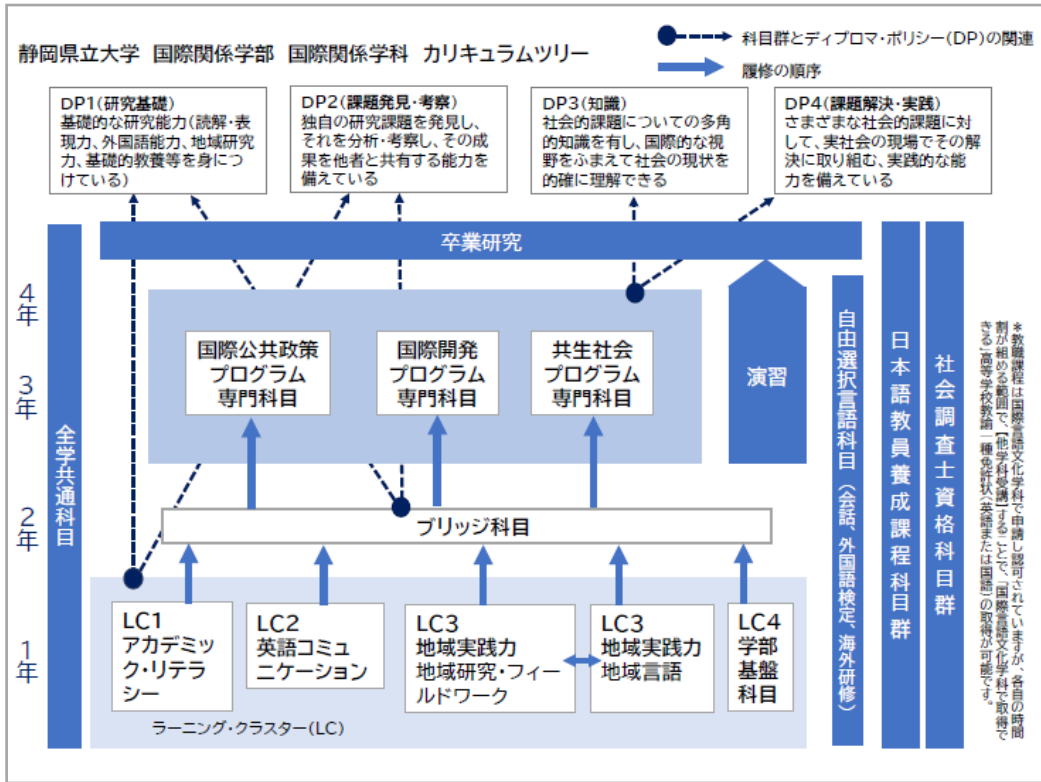 静岡県立大学 国際関係学部 国際関係学科 カリキュラムツリー
科目群とディプロマ・ポリシー(DP)の関連
履修の順序
DP1(研究基礎)
基礎的な研究能力(読解・表
現力、外国語能力、地域研究
力、基礎的教養等を身につ
けている)
DP2(課題発見・考察)
独自の研究課題を発見し、
それを分析・考察し、その成
果を他者と共有する能力を
備えている
DP3(知識)
社会的課題についての多角
的知識を有し、国際的な視
野をふまえて社会の現状を
的確に理解できる
DP4(課題解決・実践)
さまざまな社会的課題に対
して、実社会の現場でその解
決に取り組む、実践的な能
力を備えている
卒業研究
4年
3年
2年
1年
全学共通科目
国際公共政策
プログラム
専門科目
国際開発
プログラム
専門科目
共生社会
プログラム
専門科目
演習
ブリッジ科目
LC1
アカデミッ
ク・リテラ
シー
LC2
英語コミュ
ニケーション
LC3
地域実践力
地域研究・フィー
ルドワーク
LC3
地域実践力
地域言語
LC4
学部
基盤
科目
ラーニング・クラスター(LC)
自由選択言語科目(会話、外国語検定、海外研修)
日本語教員養成課程科目群
社会調査士資格科目群
*教職課程は国際言語文化学科で申請し認可されていますが、各自の時間
割が組める範囲で、【他学科受講】することで、「国際言語文化学科で取得で
きる」高等学校教諭一種免許状(英語または国語)の取得が可能です。